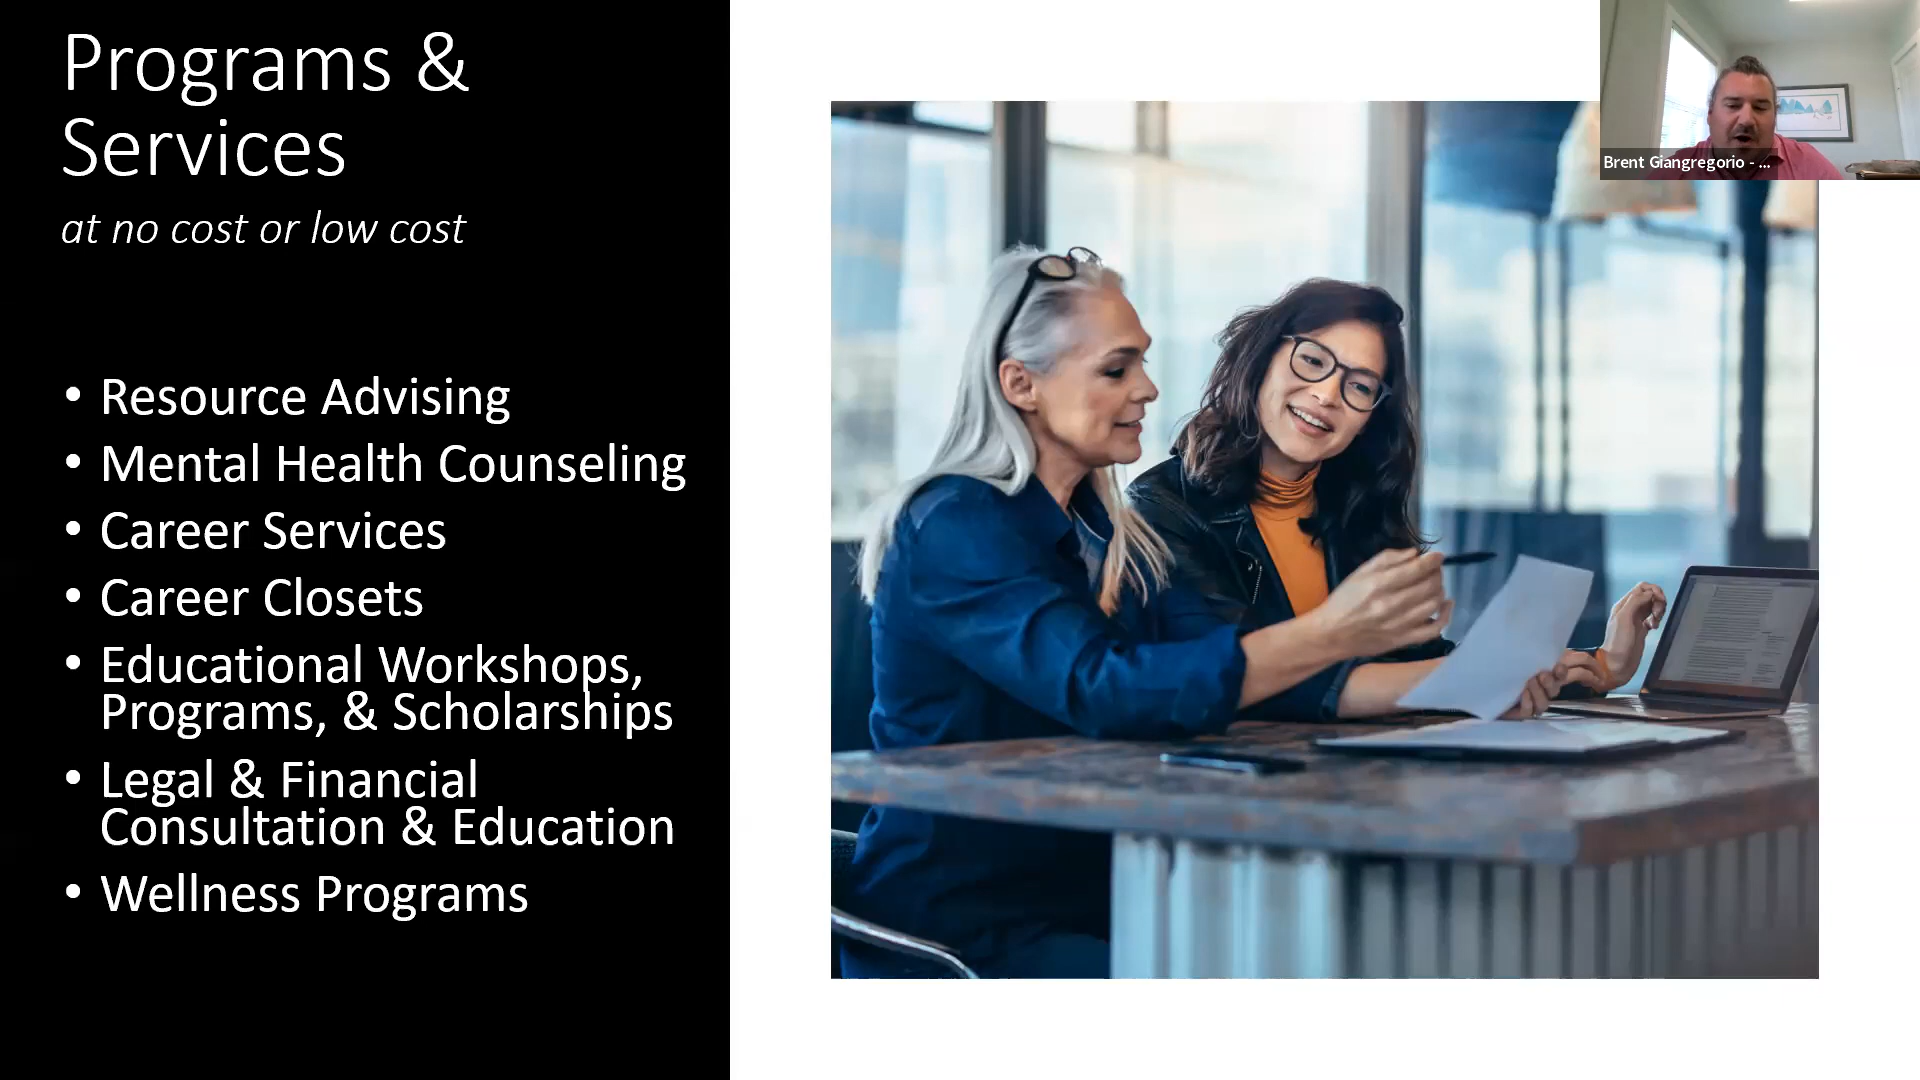 Programs &
Services
at no cost or low cost
• Resource Advising
• Mental Health Counseling
• Career Services
• Career Closets
• Educational Workshops,
Programs, & Scholarships
• Legal & Financial
Consultation & Education
• Wellness Programs
Brent Giangregorio - ...